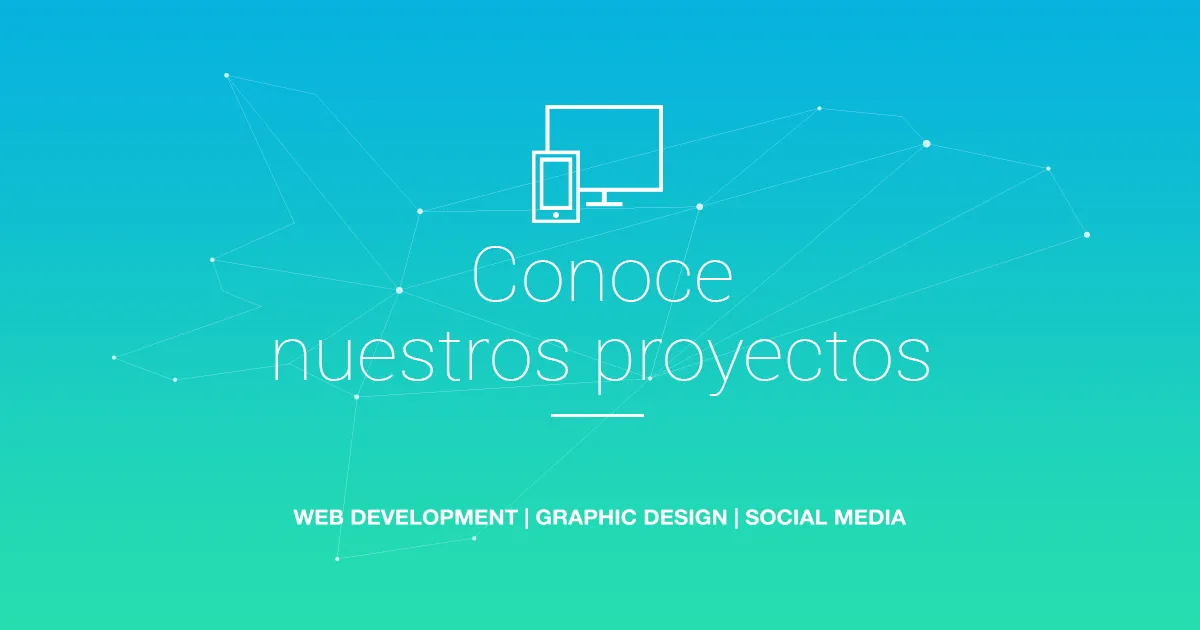 Conoce
nuestros proyectos
WEB DEVELOPMENT | GRAPHIC DESIGN | SOCIAL MEDIA